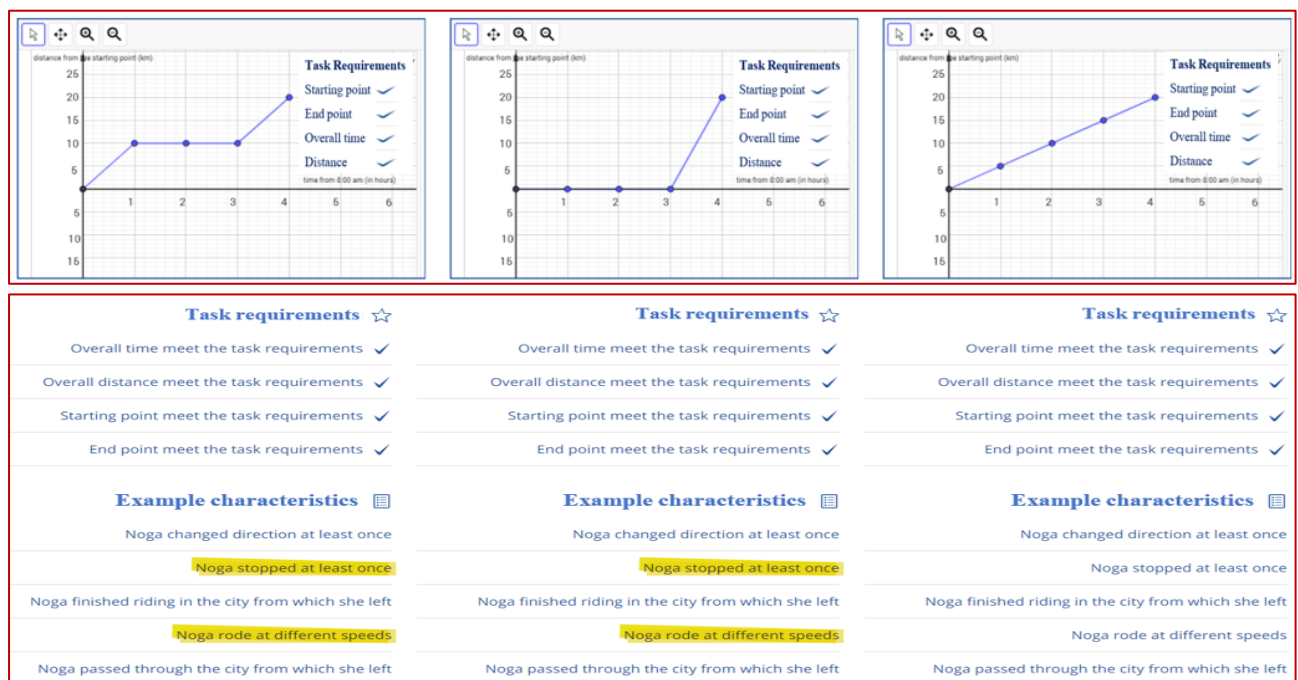 distance from the starting point (km)
Task Requirements
25
Starting point
20
End point
15
Overall time
10
Distance
5
time from 8:00 am (in hours)
1 2 3 4 5 6
5
10
15
distance from the starting point (km)
Task Requirements
25
Starting point
20
End point
15
Overall time
10
Distance
5
time from 8:00 am (in hours)
1 2 3 4 5 6
5
10
15
distance from the starting point (km)
Task Requirements
25
Starting point
20
End point
15
Overall time
10
Distance
5
time from 8:00 am (in hours)
1 2 3 4 5 6
5
10
15
Task requirements
Overall time meet the task requirements
Overall distance meet the task requirements
Starting point meet the task requirements
End point meet the task requirements
Example characteristics
Noga changed direction at least once
Noga stopped at least once
Noga finished riding in the city from which she left
Noga rode at different speeds
Noga passed through the city from which she left
Task requirements
Overall time meet the task requirements
Overall distance meet the task requirements
Starting point meet the task requirements
End point meet the task requirements
Example characteristics
Noga changed direction at least once
Noga stopped at least once
Noga finished riding in the city from which she left
Noga rode at different speeds
Noga passed through the city from which she left
Task requirements
Overall time meet the task requirements
Overall distance meet the task requirements
Starting point meet the task requirements
End point meet the task requirements
Example characteristics
Noga changed direction at least once
Noga stopped at least once
Noga finished riding in the city from which she left
Noga rode at different speeds
Noga passed through the city from which she left